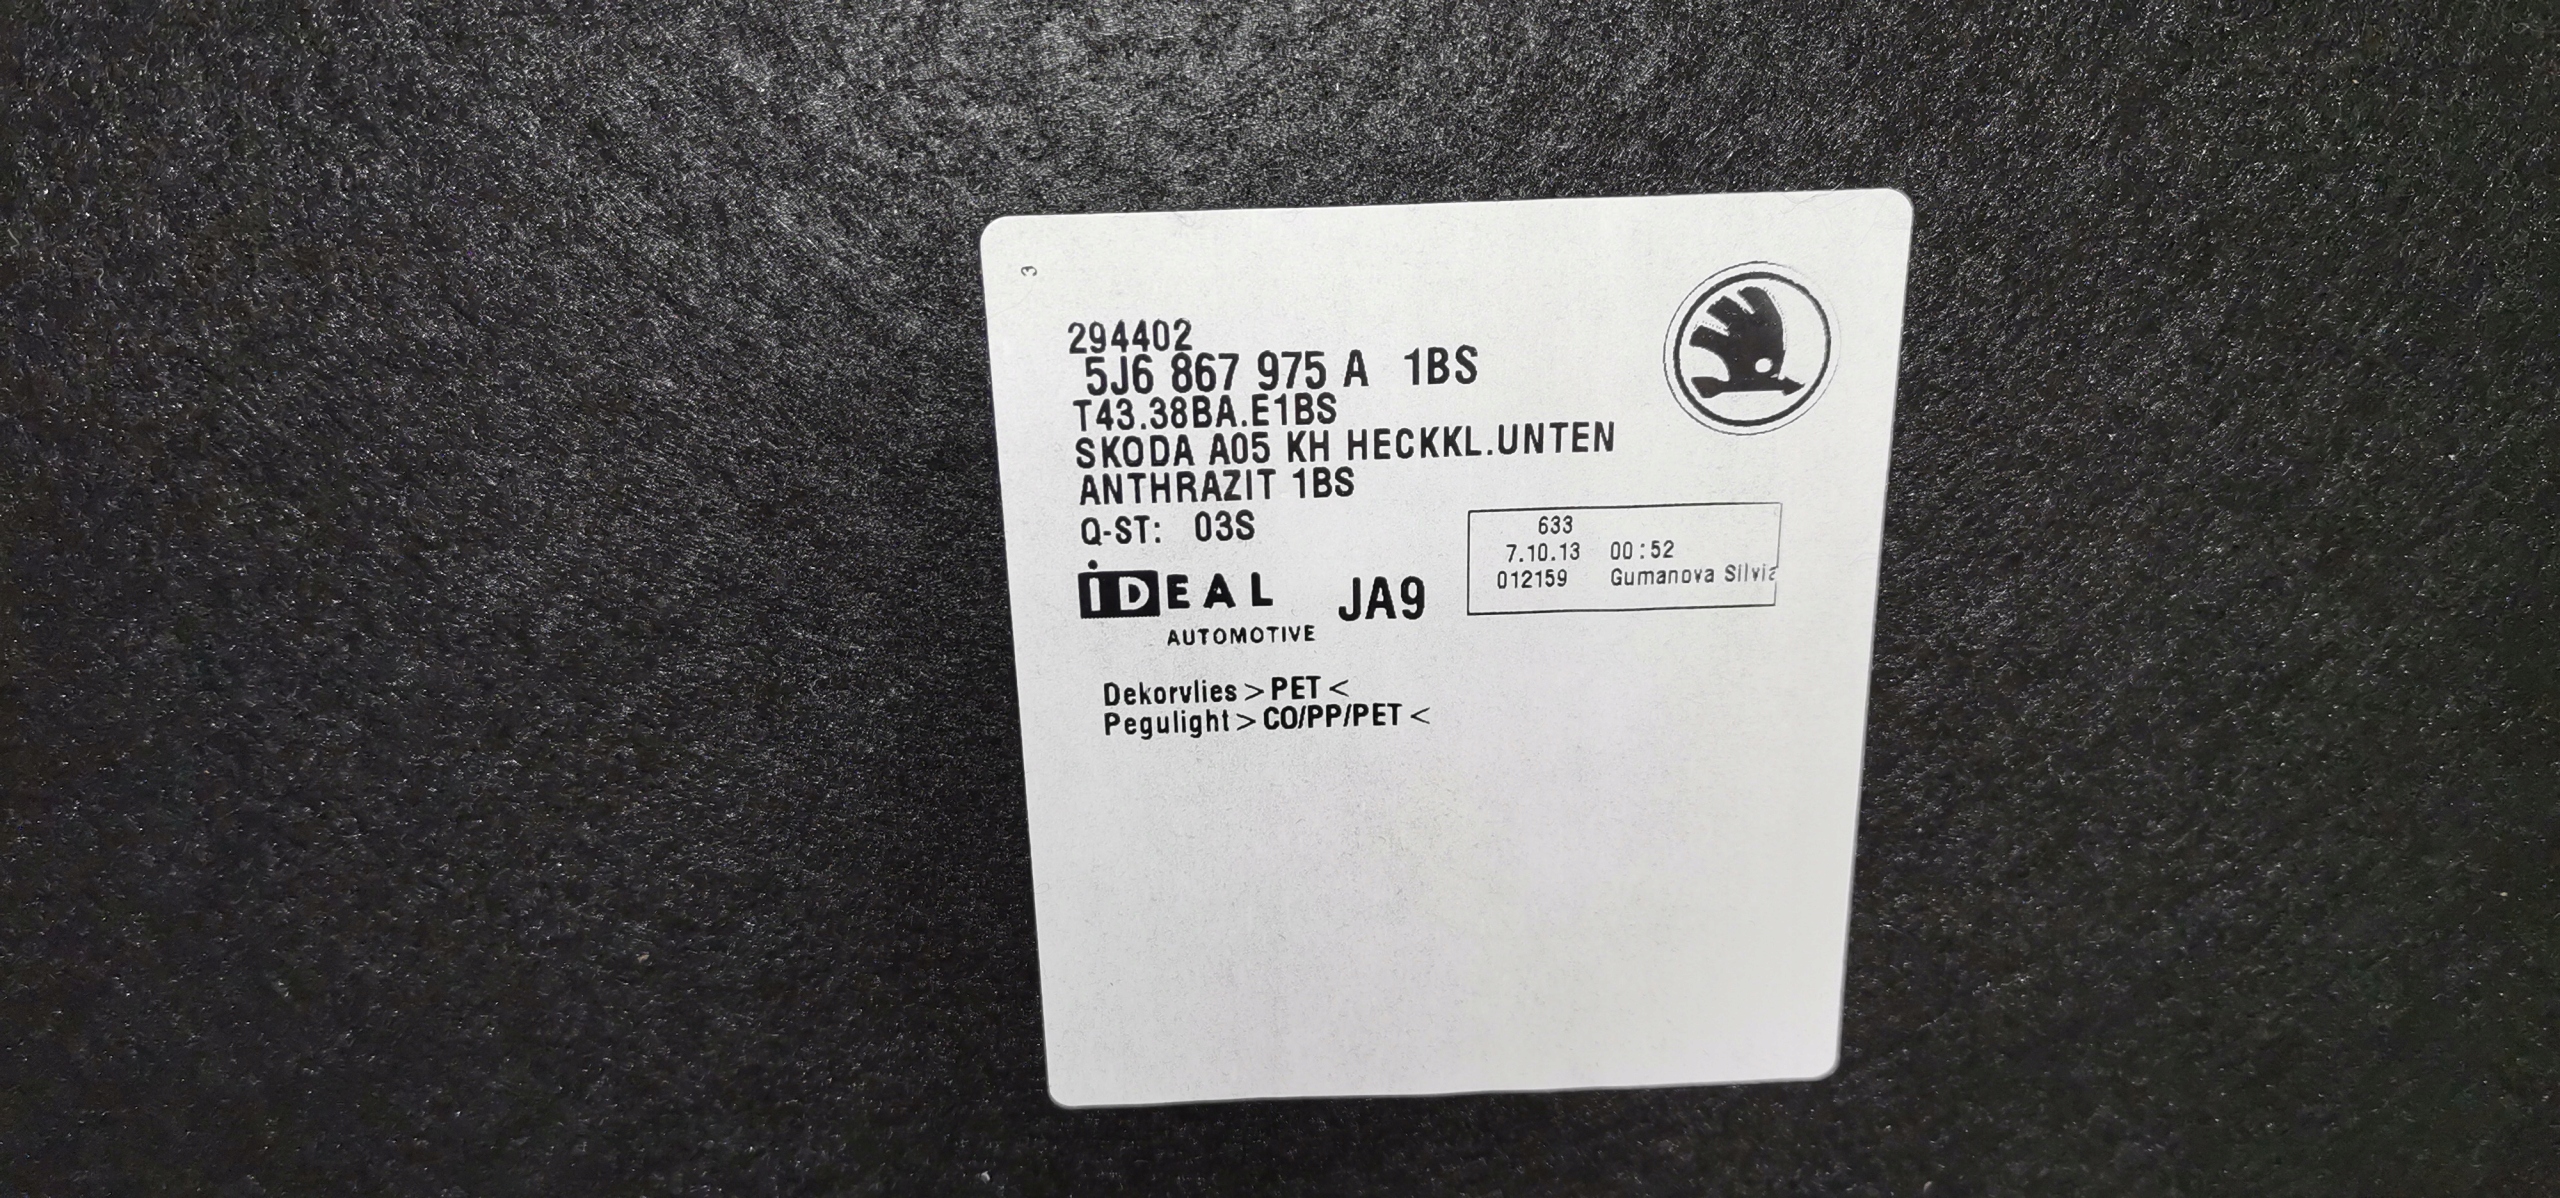 3
294402
5J6 867 975 A 1BS
T43.38BA.E1BS
SKODA A05 KH HECKKL.UNTEN
ANTHRAZIT 1BS
Q-ST: 03S
iDEAL
AUTOMOTIVE
JA9
633
7.10.13 00:52
012159 Gumanova Silvia
Dekorvlies >PET<
Pegulight >CO/PP/PET<